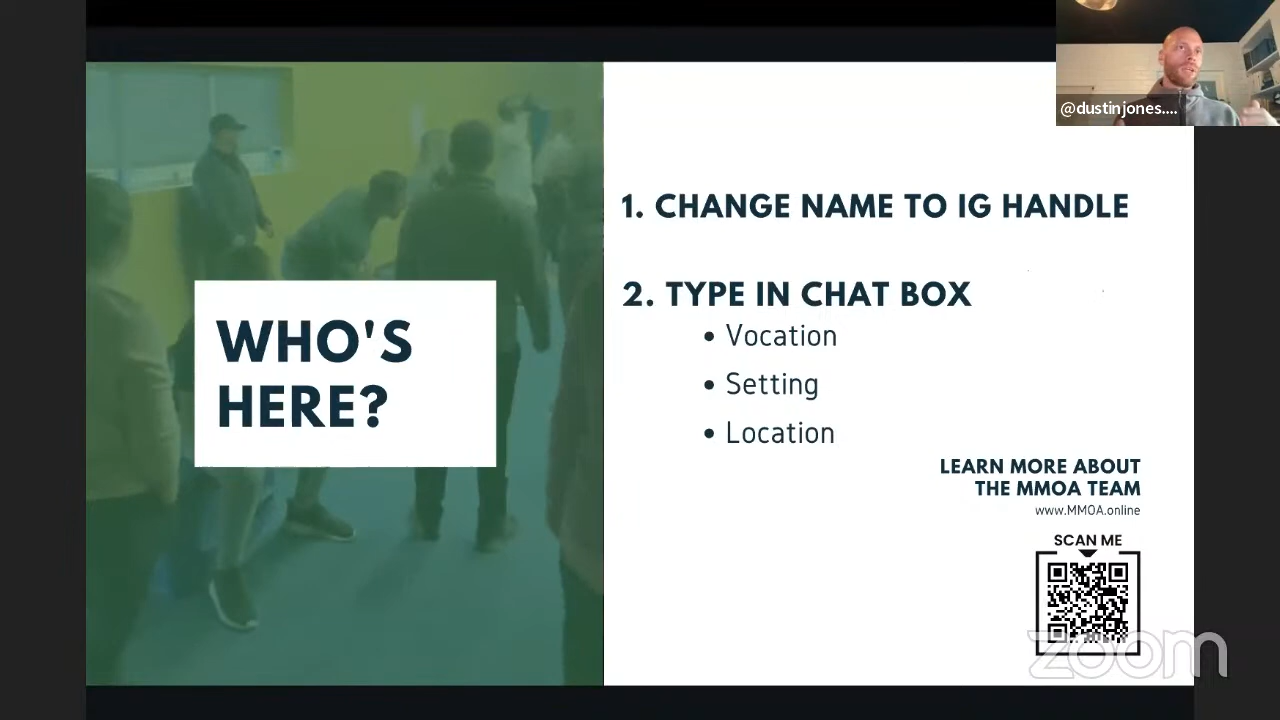 @dustinjones....
WHO'S
HERE?
1. CHANGE NAME TO IG HANDLE
2. TYPE IN CHAT BOX
• Vocation
• Setting
• Location
LEARN MORE ABOUT
THE MMOA TEAM
www.MMOA.online
SCAN ME
zoom